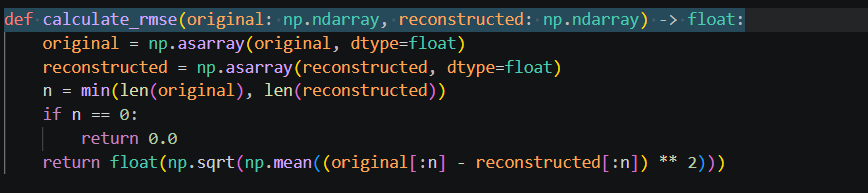 def calculate_rmse(original: np.ndarray, reconstructed: np.ndarray) -> float:
    original = np.asarray(original, dtype=float)
    reconstructed = np.asarray(reconstructed, dtype=float)
    n = min(len(original), len(reconstructed))
    if n == 0:
        return 0.0
    return float(np.sqrt(np.mean((original[:n] - reconstructed[:n]) ** 2)))